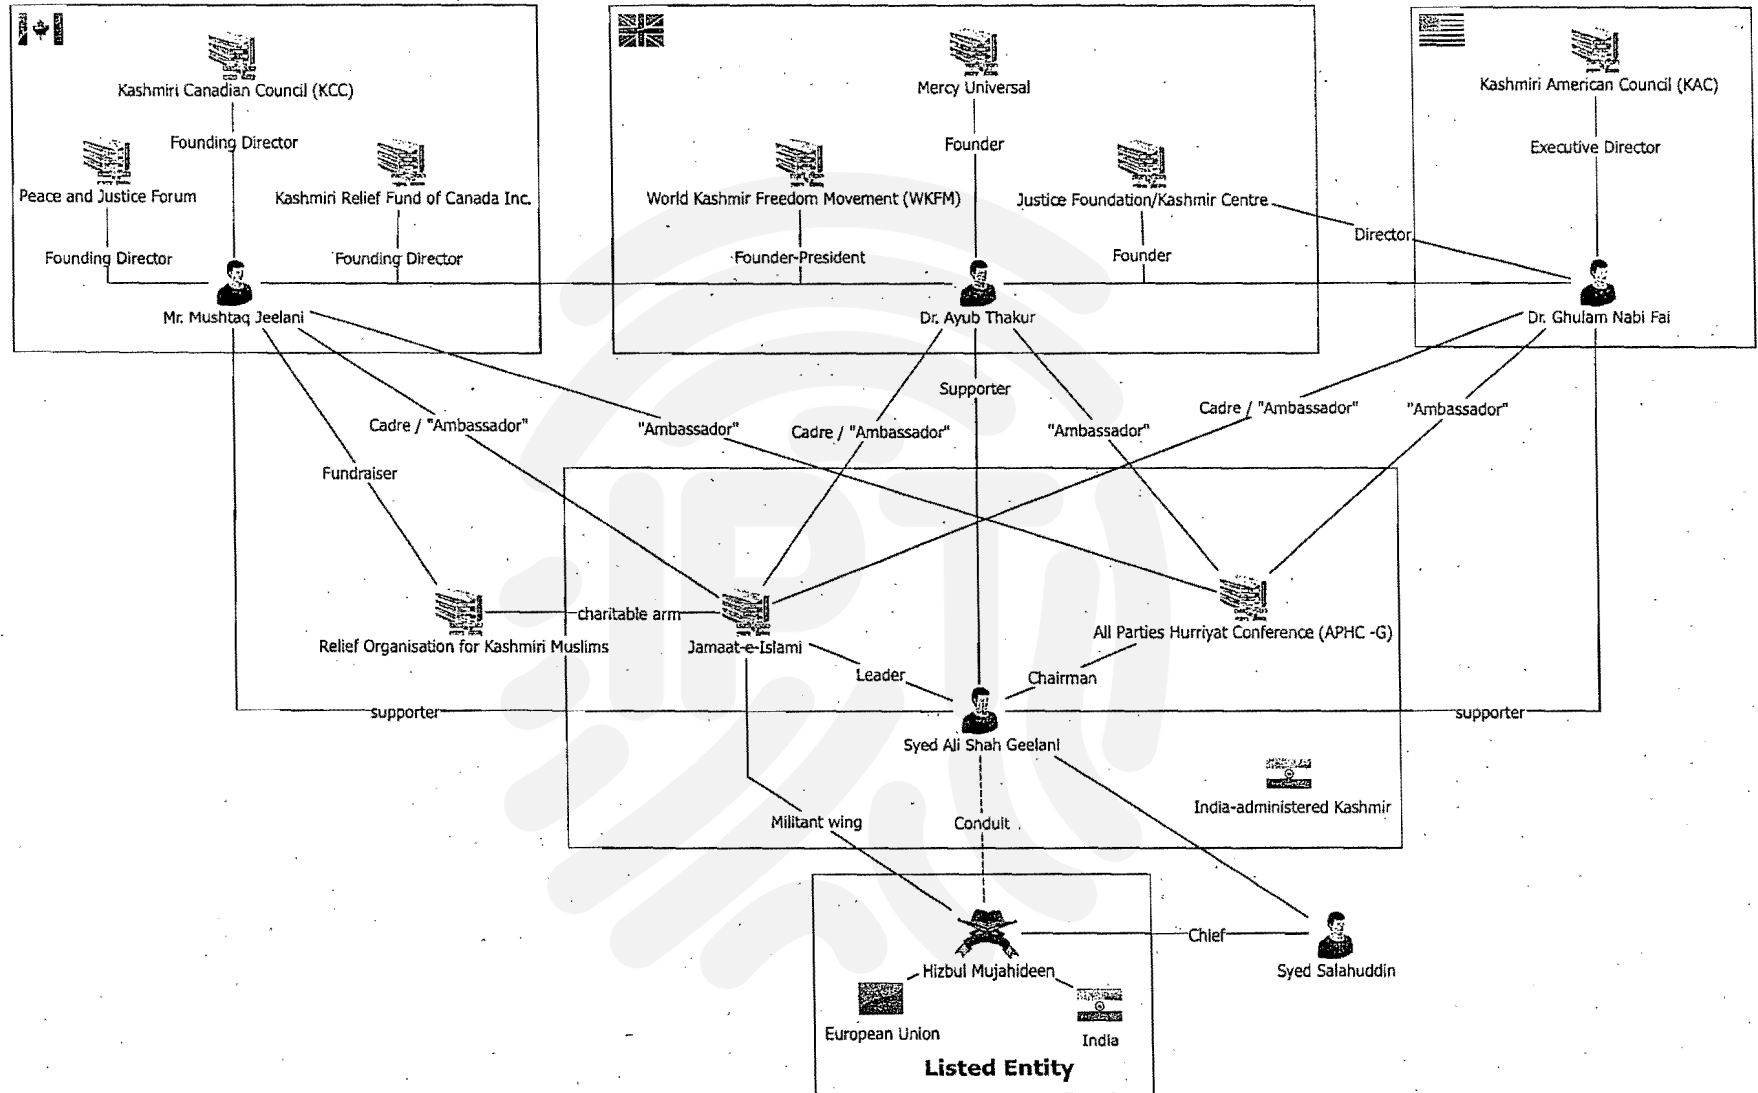 Kashmiri Canadian Council (KCC)
Mercy Universal
Kashmiri American Council (KAC)
Founding Director
Founder
Executive Director
Peace and Justice Forum
Kashmiri Relief Fund of Canada Inc.
World Kashmir Freedom Movement (WKFM)
Justice Foundation/Kashmir Centre
Director
Founding Director
Founding Director
Founder-President
Founder
Mr. Mushtaq Jeelani
Dr. Ayub Thakur
Dr. Ghulam Nabi Fai
Supporter
Cadre / "Ambassador"
"Ambassador"
Cadre / "Ambassador"
"Ambassador"
Cadre / "Ambassador"
"Ambassador"
Fundraiser
IPT
charitable arm
Relief Organisation for Kashmiri Muslims
Jamaat-e-Islami
All Parties Hurriyat Conference (APHC -G)
Leader
Chairman
supporter
supporter
Syed Ali Shah Geelani
India-administered Kashmir
Militant wing
Conduit
Chief
Hizbul Mujahideen
Syed Salahuddin
European Union
India
Listed Entity